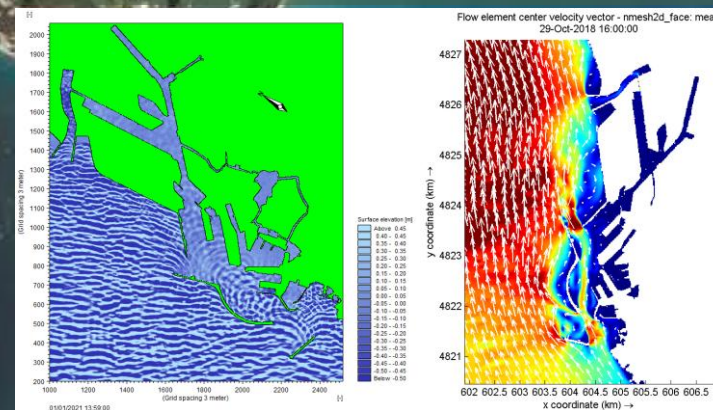 [-]
2000
1900
1800
1700
1600
1500
1400
1300
1200
1100
1000
900
800
700
600
500
400
300
200
(Grid spacing 3 meter)
1000 1200 1400 1600 1800 2000 2200 2400
(Grid spacing 3 meter)
[-]
01/01/2021 13:59:00
Surface elevation [m]
Above 0.45
0.40 - 0.45
0.35 - 0.40
0.30 - 0.35
0.25 - 0.30
0.20 - 0.25
0.15 - 0.20
0.10 - 0.15
0.05 - 0.10
0.00 - 0.05
-0.05 - 0.00
-0.10 - -0.05
-0.15 - -0.10
-0.20 - -0.15
-0.25 - -0.20
-0.30 - -0.25
-0.35 - -0.30
-0.40 - -0.35
-0.45 - -0.40
-0.50 - -0.45
Below -0.50
Flow element center velocity vector - nmesh2d_face: mea
29-Oct-2018 16:00:00
4827
4826
4825
4824
4823
4822
4821
y coordinate (km) →
602 602.5 603 603.5 604 604.5 605 605.5 606 606.5
x coordinate (km) →